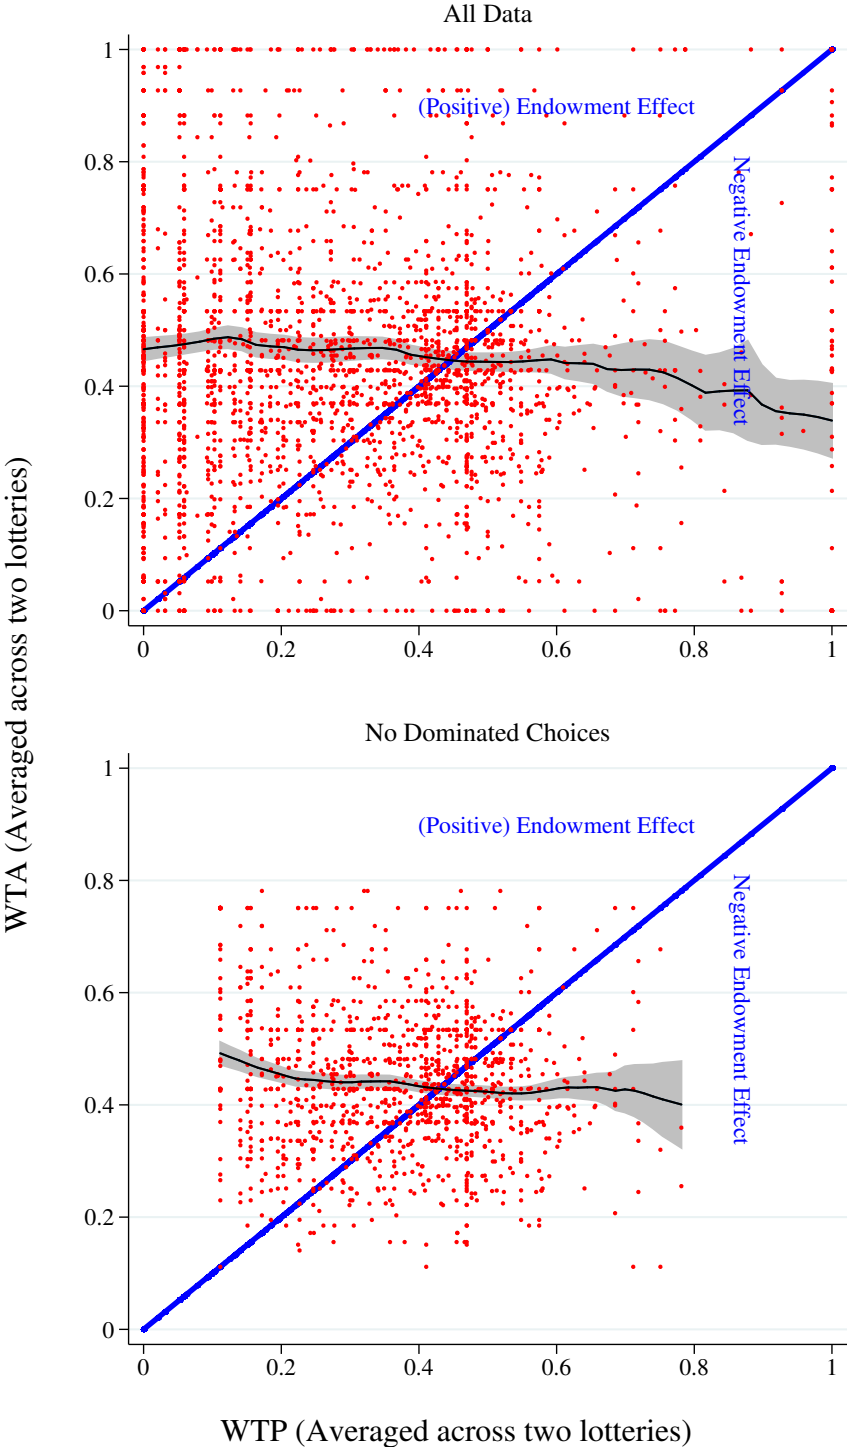 All Data
1
(Positive) Endowment Effect
0.8
Negative Endowment Effect
0.6
0.4
0.2
0
0 0.2 0.4 0.6 0.8 1
WTA (Averaged across two lotteries)
No Dominated Choices
1
(Positive) Endowment Effect
0.8
Negative Endowment Effect
0.6
0.4
0.2
0
0 0.2 0.4 0.6 0.8 1
WTP (Averaged across two lotteries)